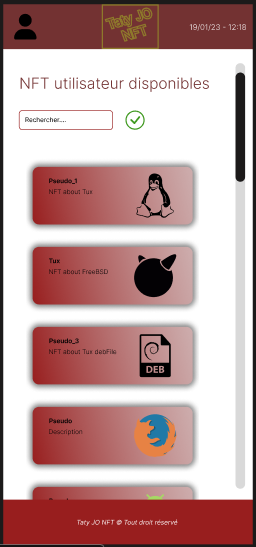 Taty JO
NFT
19/01/23 - 12:18
NFT utilisateur disponibles
Rechercher....
Pseudo_1
NFT about Tux
Tux
NFT about FreeBSD
Pseudo_3
NFT about Tux debFile
DEB
Pseudo
Description
Taty JO NFT © Tout droit réservé